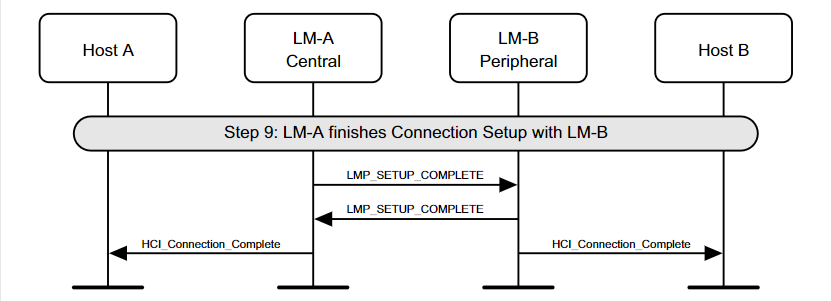 Host A
LM-A
Central
LM-B
Peripheral
Host B
Step 9: LM-A finishes Connection Setup with LM-B
LMP_SETUP_COMPLETE
LMP_SETUP_COMPLETE
HCI_Connection_Complete
HCI_Connection_Complete